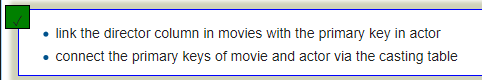 link the director column in movies with the primary key in actor
connect the primary keys of movie and actor via the casting table